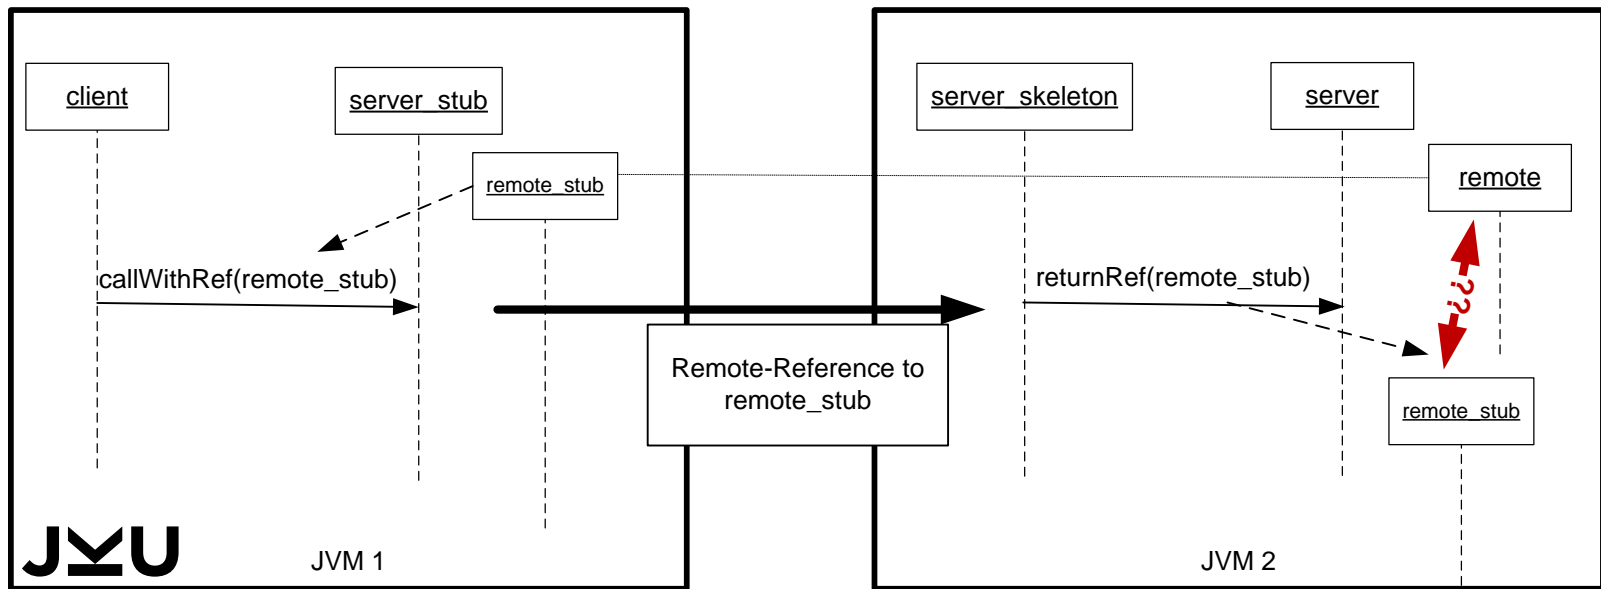 client
server_stub
server_skeleton
server
remote_stub
remote
callWithRef(remote_stub)
returnRef(remote_stub)
??
Remote-Reference to
remote_stub
remote_stub
JKU
JVM 1
JVM 2